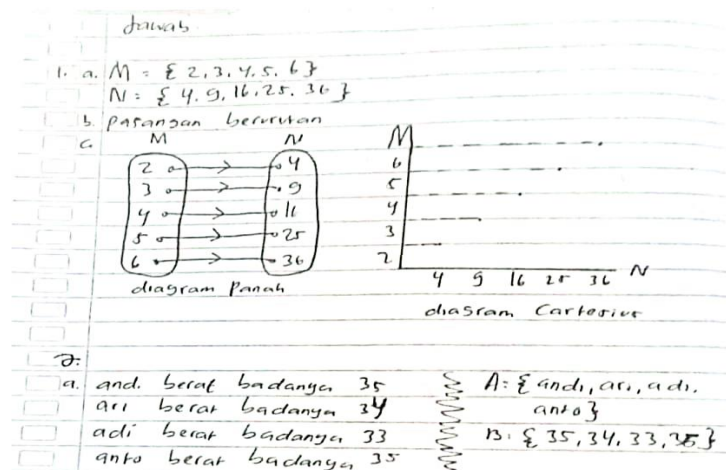 Jawab
1. a. M = { 2, 3, 4, 5, 6 }
N = { 4, 9, 16, 25, 36 }
b. pasangan berurutan
c.
M N
2 4
3 9
4 16
5 25
6 36
diagram Panah
M
6
5
4
3
2
4 9 16 25 36 N
diagram Cartesius
2.
a. andi berat badanya 35
ari berat badanya 34
adi berat badanya 33
anto berat badanya 35
A = { andi, ari, adi,
anto }
B = { 35, 34, 33, 35 }